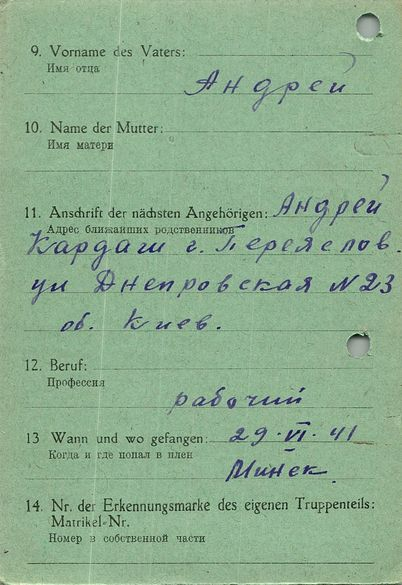 9. Vorname des Vaters:
Имя отца
Андрей
10. Name der Mutter:
Имя матери
11. Anschrift der nächsten Angehörigen: Андрей
Адрес ближайших родственников
Кардаш г. Переяслов.
ул Днепровская N 23
об. Киев.
12. Beruf:
Профессия
рабочий
13 Wann und wo gefangen: 29·VI·41
Когда и где попал в плен
Минск
14. Nr. der Erkennungsmarke des eigenen Truppenteils:
Matrikel-Nr.
Номер в собственной части